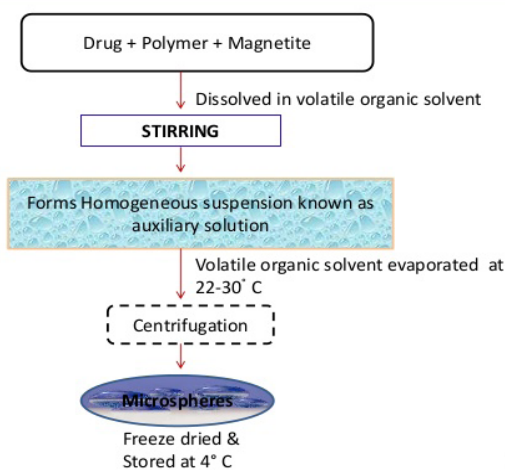 Drug + Polymer + Magnetite
Dissolved in volatile organic solvent
STIRRING
Forms Homogeneous suspension known as
auxiliary solution
Volatile organic solvent evaporated at
22-30° C
Centrifugation
Microspheres
Freeze dried &
Stored at 4° C